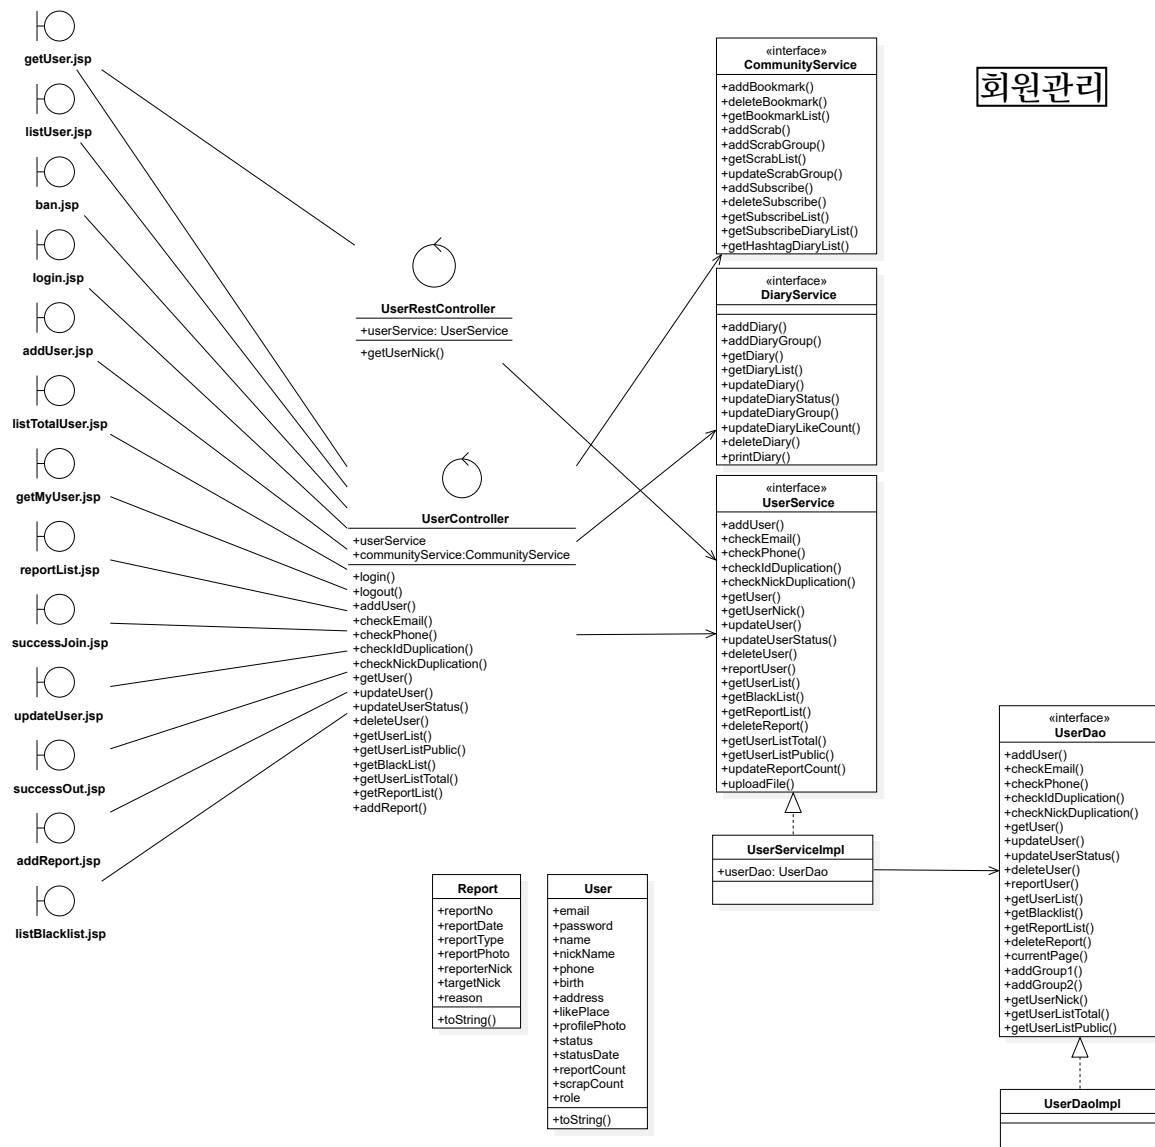 getUser.jsp
listUser.jsp
ban.jsp
login.jsp
addUser.jsp
listTotalUser.jsp
getMyUser.jsp
reportList.jsp
successJoin.jsp
updateUser.jsp
successOut.jsp
addReport.jsp
listBlacklist.jsp
UserRestController
+userService: UserService
+getUserNick()
UserController
+userService
+communityService:CommunityService
+login()
+logout()
+addUser()
+checkEmail()
+checkPhone()
+checkIdDuplication()
+checkNickDuplication()
+getUser()
+updateUser()
+updateUserStatus()
+deleteUser()
+getUserList()
+getUserListPublic()
+getBlackList()
+getUserListTotal()
+getReportList()
+addReport()
Report
+reportNo
+reportDate
+reportType
+reportPhoto
+reporterNick
+targetNick
+reason
+toString()
User
+email
+password
+name
+nickName
+phone
+birth
+address
+likePlace
+profilePhoto
+status
+statusDate
+reportCount
+scrapCount
+role
+toString()
«interface»
CommunityService
+addBookmark()
+deleteBookmark()
+getBookmarkList()
+addScrab()
+addScrabGroup()
+getScrabList()
+updateScrabGroup()
+addSubscribe()
+deleteSubscribe()
+getSubscribeList()
+getSubscribeDiaryList()
+getHashtagDiaryList()
«interface»
DiaryService
+addDiary()
+addDiaryGroup()
+getDiary()
+getDiaryList()
+updateDiary()
+updateDiaryStatus()
+updateDiaryGroup()
+updateDiaryLikeCount()
+deleteDiary()
+printDiary()
«interface»
UserService
+addUser()
+checkEmail()
+checkPhone()
+checkIdDuplication()
+checkNickDuplication()
+getUser()
+getUserNick()
+updateUser()
+updateUserStatus()
+deleteUser()
+reportUser()
+getUserList()
+getBlackList()
+getReportList()
+deleteReport()
+getUserListTotal()
+getUserListPublic()
+updateReportCount()
+uploadFile()
UserServiceImpl
+userDao: UserDao
회원관리
«interface»
UserDao
+addUser()
+checkEmail()
+checkPhone()
+checkIdDuplication()
+checkNickDuplication()
+getUser()
+updateUser()
+updateUserStatus()
+deleteUser()
+reportUser()
+getUserList()
+getBlacklist()
+getReportList()
+deleteReport()
+currentPage()
+addGroup1()
+addGroup2()
+getUserNick()
+getUserListTotal()
+getUserListPublic()
UserDaoImpl